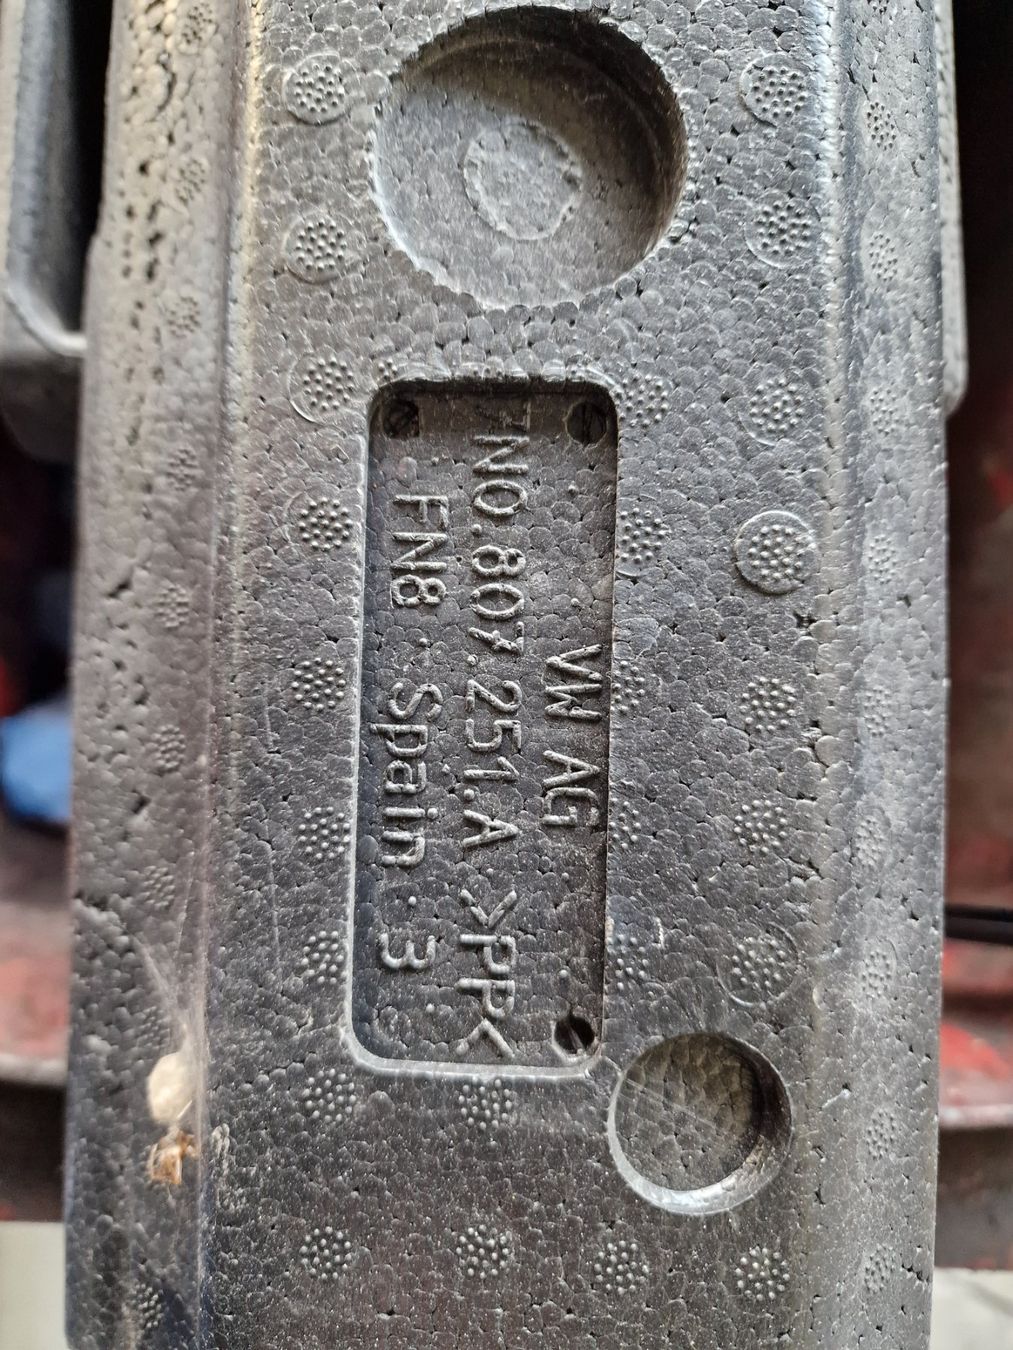 VW AG
7N0.807.251.A >PP<
FN8 . Spain . 3